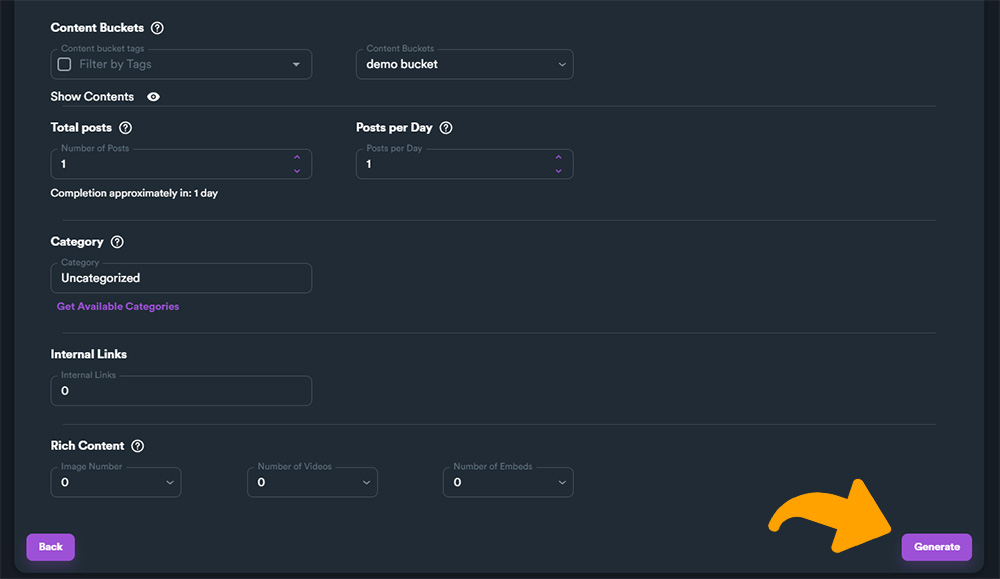 Content Buckets
Content bucket tags Content Buckets
Filter by Tags demo bucket
Show Contents
Total posts Posts per Day
Number of Posts Posts per Day
1 1
Completion approximately in: 1 day
Category
Category
Uncategorized
Get Available Categories
Internal Links
Internal Links
0
Rich Content
Image Number Number of Videos Number of Embeds
0 0 0
Back Generate